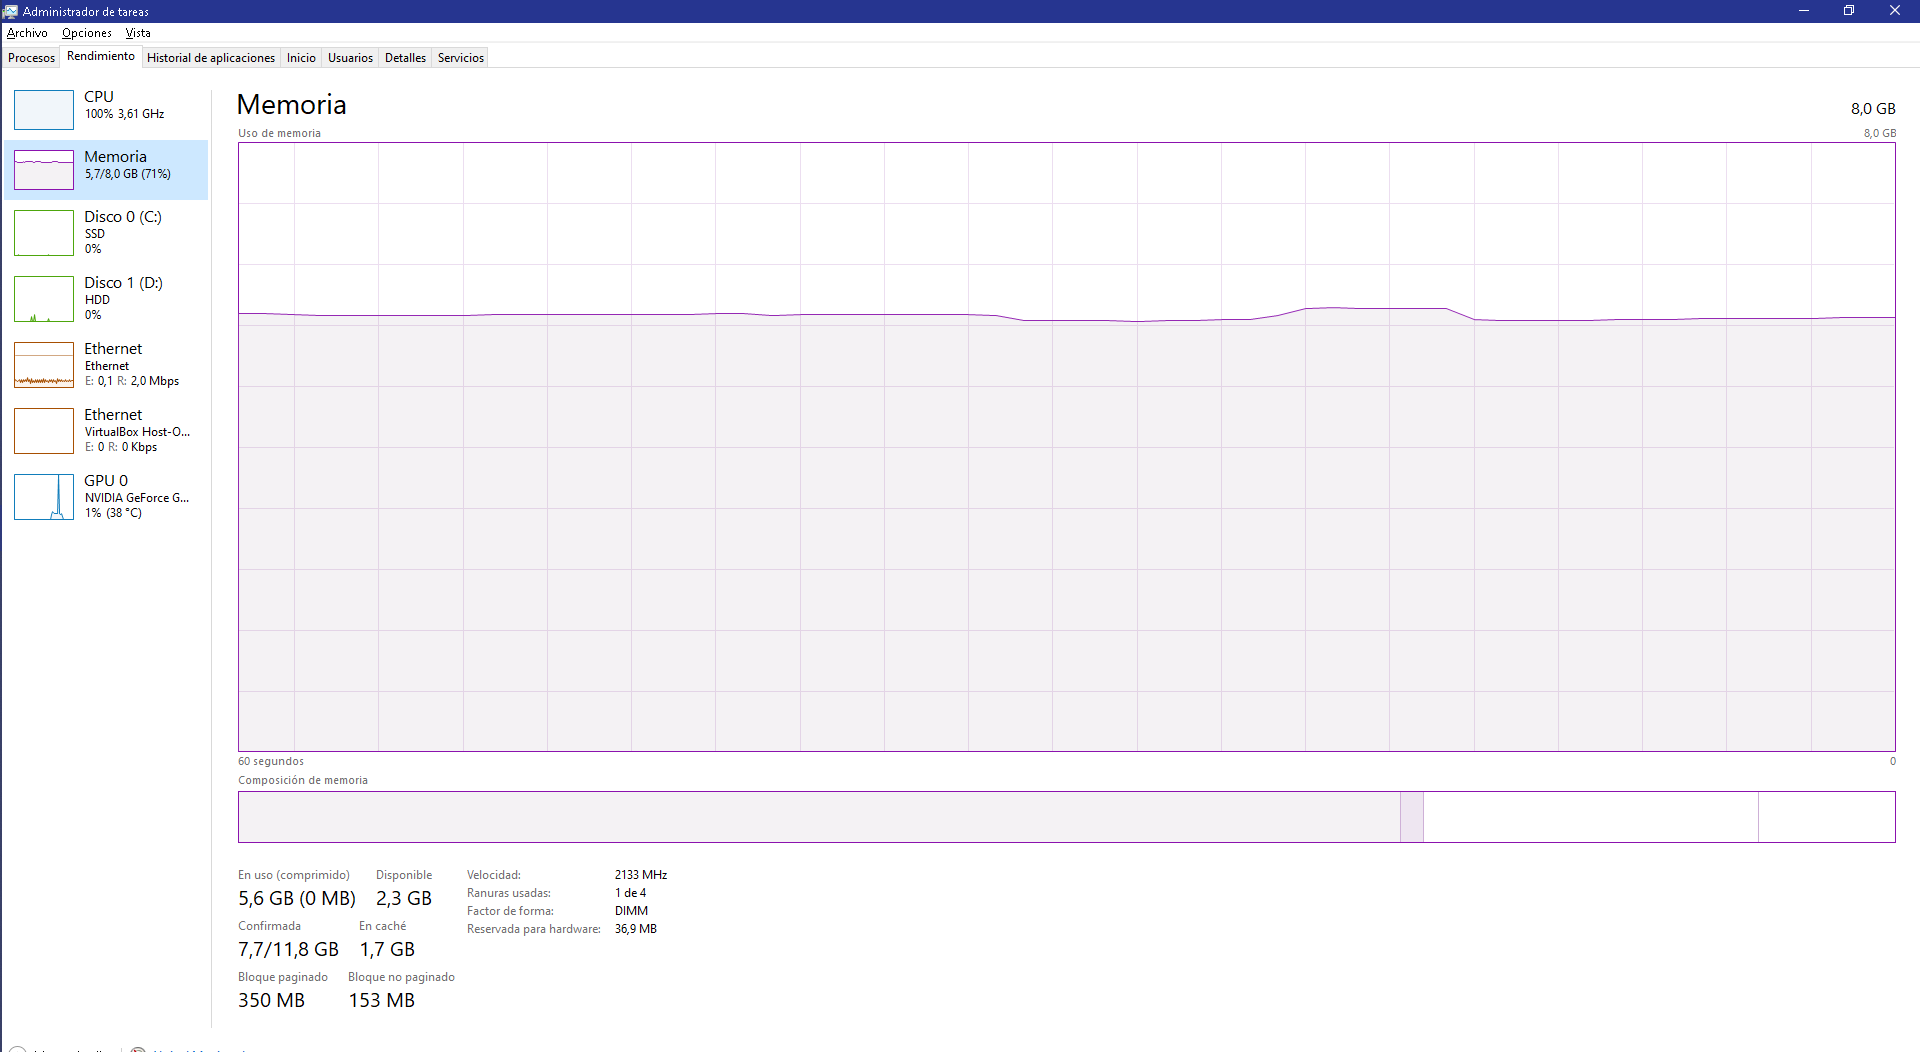 Administrador de tareas
Archivo Opciones Vista
Procesos Rendimiento Historial de aplicaciones Inicio Usuarios Detalles Servicios
CPU
100% 3,61 GHz
Memoria
5,7/8,0 GB (71%)
Disco 0 (C:)
SSD
0%
Disco 1 (D:)
HDD
0%
Ethernet
Ethernet
E: 0,1 R: 2,0 Mbps
Ethernet
VirtualBox Host-O...
E: 0 R: 0 Kbps
GPU 0
NVIDIA GeForce G...
1% (38 °C)
Memoria 8,0 GB
Uso de memoria 8,0 GB
60 segundos 0
Composición de memoria
En uso (comprimido) Disponible
5,6 GB (0 MB) 2,3 GB
Confirmada En caché
7,7/11,8 GB 1,7 GB
Bloque paginado Bloque no paginado
350 MB 153 MB
Velocidad: 2133 MHz
Ranuras usadas: 1 de 4
Factor de forma: DIMM
Reservada para hardware: 36,9 MB